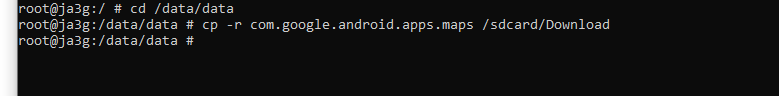 root@ja3g:/ # cd /data/data
root@ja3g:/data/data # cp -r com.google.android.apps.maps /sdcard/Download
root@ja3g:/data/data #